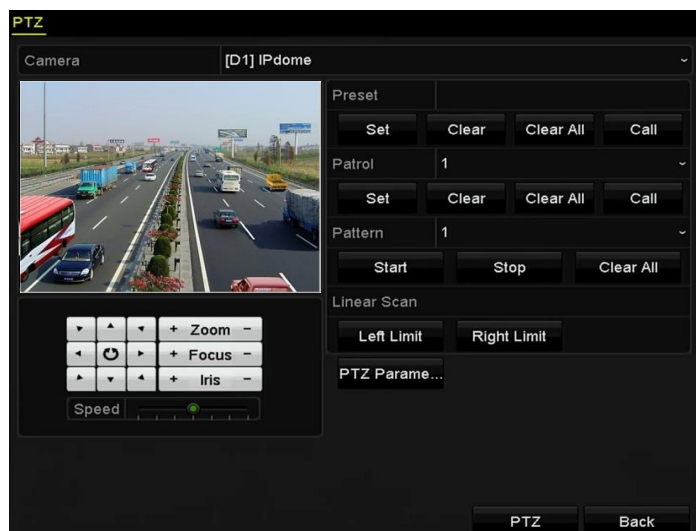 PTZ
Camera [D1] IPdome
Preset
Set Clear Clear All Call
Patrol 1
Set Clear Clear All Call
Pattern 1
Start Stop Clear All
Linear Scan
Left Limit Right Limit
PTZ Parame...
+ Zoom -
+ Focus -
+ Iris -
Speed
PTZ Back